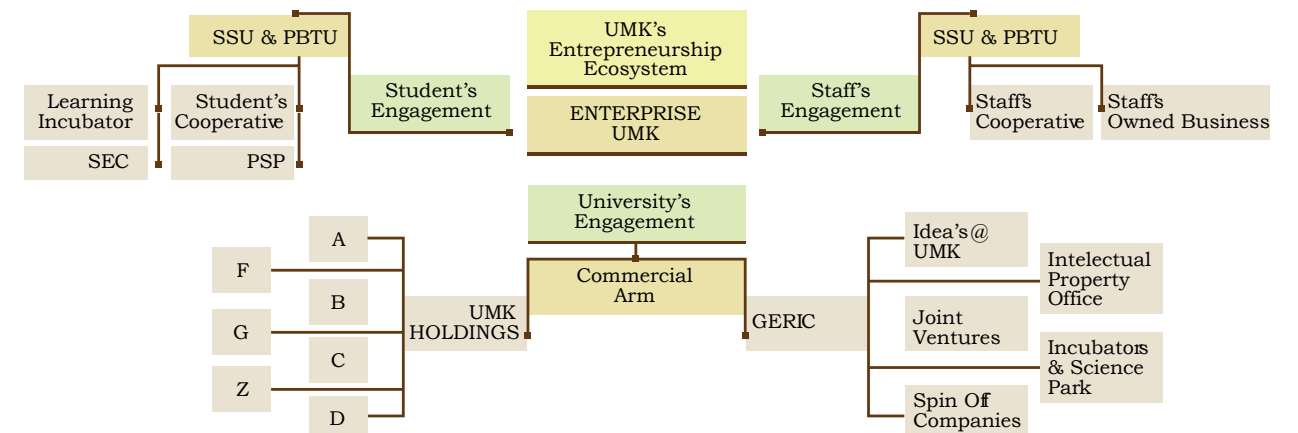 SSU & PBTU
UMK's
Entrepreneurship
Ecosystem
SSU & PBTU
Student's
Engagement
Staff's
Engagement
Learning
Incubator
Student's
Cooperative
ENTERPRISE
UMK
Staff's
Cooperative
Staff's
Owned Business
SEC
PSP
University's
Engagement
A
F
B
G
C
Z
D
UMK
HOLDINGS
Commercial
Arm
GERIC
Idea's@
UMK
Intelectual
Property
Office
Joint
Ventures
Incubators
& Science
Park
Spin Off
Companies